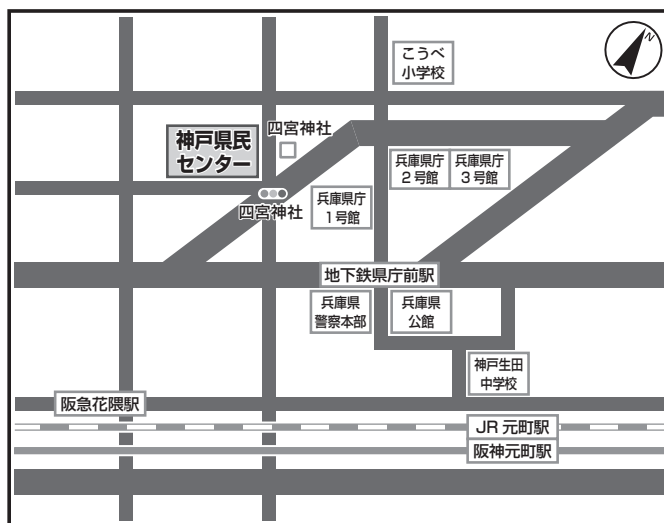 こうべ
小学校
N
四宮神社
神戸県民
センター
兵庫県庁
2号館
兵庫県庁
3号館
四宮神社
兵庫県庁
1号館
地下鉄県庁前駅
兵庫県
警察本部
兵庫県
公館
神戸生田
中学校
阪急花隈駅
JR 元町駅
阪神元町駅